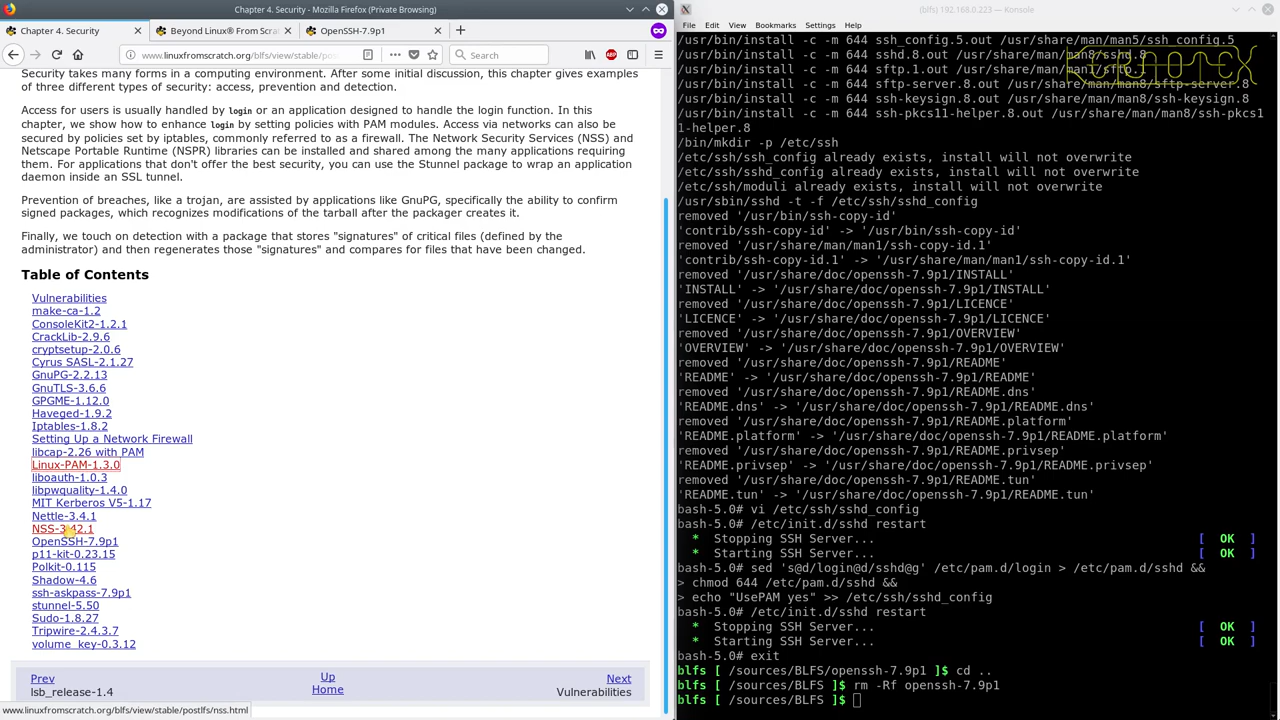 Chapter 4. Security - Mozilla Firefox (Private Browsing)
Chapter 4. Security
Beyond Linux® From Scra
OpenSSH-7.9p1
www.linuxfromscratch.org/blfs/view/stable/postlfs/
Search
Security takes many forms in a computing environment. After some initial discussion, this chapter gives examples
of three different types of security: access, prevention and detection.
Access for users is usually handled by login or an application designed to handle the login function. In this
chapter, we show how to enhance login by setting policies with PAM modules. Access via networks can also be
secured by policies set by iptables, commonly referred to as a firewall. The Network Security Services (NSS) and
Netscape Portable Runtime (NSPR) libraries can be installed and shared among the many applications requiring
them. For applications that don't offer the best security, you can use the Stunnel package to wrap an application
daemon inside an SSL tunnel.
Prevention of breaches, like a trojan, are assisted by applications like GnuPG, specifically the ability to confirm
signed packages, which recognizes modifications of the tarball after the packager creates it.
Finally, we touch on detection with a package that stores "signatures" of critical files (defined by the
administrator) and then regenerates those "signatures" and compares for files that have been changed.
Table of Contents
Vulnerabilities
make-ca-1.2
ConsoleKit2-1.2.1
CrackLib-2.9.6
cryptsetup-2.0.6
Cyrus SASL-2.1.27
GnuPG-2.2.13
GnuTLS-3.6.6
GPGME-1.12.0
Haveged-1.9.2
Iptables-1.8.2
Setting Up a Network Firewall
libcap-2.26 with PAM
Linux-PAM-1.3.0
liboauth-1.0.3
libpwquality-1.4.0
MIT Kerberos V5-1.17
Nettle-3.4.1
NSS-3.42.1
OpenSSH-7.9p1
p11-kit-0.23.15
Polkit-0.115
Shadow-4.6
ssh-askpass-7.9p1
stunnel-5.50
Sudo-1.8.27
Tripwire-2.4.3.7
volume_key-0.3.12
Prev
Up
Next
lsb_release-1.4
Home
Vulnerabilities
www.linuxfromscratch.org/blfs/view/stable/postlfs/nss.html
(blfs) 192.168.0.223 — Konsole
File Edit View Bookmarks Settings Help
KERNOTEX
/usr/bin/install -c -m 644 ssh_config.5.out /usr/share/man/man5/ssh_config.5
/usr/bin/install -c -m 644 sshd.8.out /usr/share/man/man8/sshd.8
/usr/bin/install -c -m 644 sftp.1.out /usr/share/man/man1/sftp.1
/usr/bin/install -c -m 644 sftp-server.8.out /usr/share/man/man8/sftp-server.8
/usr/bin/install -c -m 644 ssh-keysign.8.out /usr/share/man/man8/ssh-keysign.8
/usr/bin/install -c -m 644 ssh-pkcs11-helper.8.out /usr/share/man/man8/ssh-pkcs1
1-helper.8
/bin/mkdir -p /etc/ssh
/etc/ssh/ssh_config already exists, install will not overwrite
/etc/ssh/sshd_config already exists, install will not overwrite
/etc/ssh/moduli already exists, install will not overwrite
/usr/sbin/sshd -t -f /etc/ssh/sshd_config
removed '/usr/bin/ssh-copy-id'
'contrib/ssh-copy-id' -> '/usr/bin/ssh-copy-id'
removed '/usr/share/man/man1/ssh-copy-id.1'
'contrib/ssh-copy-id.1' -> '/usr/share/man/man1/ssh-copy-id.1'
removed '/usr/share/doc/openssh-7.9p1/INSTALL'
'INSTALL' -> '/usr/share/doc/openssh-7.9p1/INSTALL'
removed '/usr/share/doc/openssh-7.9p1/LICENCE'
'LICENCE' -> '/usr/share/doc/openssh-7.9p1/LICENCE'
removed '/usr/share/doc/openssh-7.9p1/OVERVIEW'
'OVERVIEW' -> '/usr/share/doc/openssh-7.9p1/OVERVIEW'
removed '/usr/share/doc/openssh-7.9p1/README'
'README' -> '/usr/share/doc/openssh-7.9p1/README'
removed '/usr/share/doc/openssh-7.9p1/README.dns'
'README.dns' -> '/usr/share/doc/openssh-7.9p1/README.dns'
removed '/usr/share/doc/openssh-7.9p1/README.platform'
'README.platform' -> '/usr/share/doc/openssh-7.9p1/README.platform'
removed '/usr/share/doc/openssh-7.9p1/README.privsep'
'README.privsep' -> '/usr/share/doc/openssh-7.9p1/README.privsep'
removed '/usr/share/doc/openssh-7.9p1/README.tun'
'README.tun' -> '/usr/share/doc/openssh-7.9p1/README.tun'
bash-5.0# vi /etc/ssh/sshd_config
bash-5.0# /etc/init.d/sshd restart
* Stopping SSH Server... [ OK ]
* Starting SSH Server... [ OK ]
bash-5.0# sed 's@d/login@d/sshd@g' /etc/pam.d/login > /etc/pam.d/sshd &&
> chmod 644 /etc/pam.d/sshd &&
> echo "UsePAM yes" >> /etc/ssh/sshd_config
bash-5.0# /etc/init.d/sshd restart
* Stopping SSH Server... [ OK ]
* Starting SSH Server... [ OK ]
bash-5.0# exit
blfs [ /sources/BLFS/openssh-7.9p1 ]$ cd ..
blfs [ /sources/BLFS ]$ rm -Rf openssh-7.9p1
blfs [ /sources/BLFS ]$